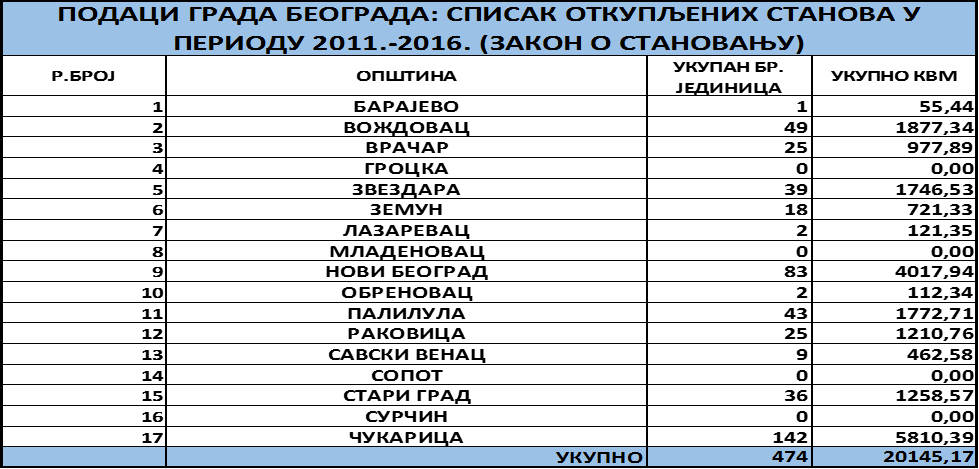 ПОДАЦИ ГРАДА БЕОГРАДА: СПИСАК ОТКУПЉЕНИХ СТАНОВА У
ПЕРИОДУ 2011.-2016. (ЗАКОН О СТАНОВАЊУ)
Р.БРОЈ ОПШТИНА УКУПАН БР. ЈЕДИНИЦА УКУПНО КВМ
1 БАРАЈЕВО 1 55,44
2 ВОЖДОВАЦ 49 1877,34
3 ВРАЧАР 25 977,89
4 ГРОЦКА 0 0,00
5 ЗВЕЗДАРА 39 1746,53
6 ЗЕМУН 18 721,33
7 ЛАЗАРЕВАЦ 2 121,35
8 МЛАДЕНОВАЦ 0 0,00
9 НОВИ БЕОГРАД 83 4017,94
10 ОБРЕНОВАЦ 2 112,34
11 ПАЛИЛУЛА 43 1772,71
12 РАКОВИЦА 25 1210,76
13 САВСКИ ВЕНАЦ 9 462,58
14 СОПОТ 0 0,00
15 СТАРИ ГРАД 36 1258,57
16 СУРЧИН 0 0,00
17 ЧУКАРИЦА 142 5810,39
УКУПНО 474 20145,17